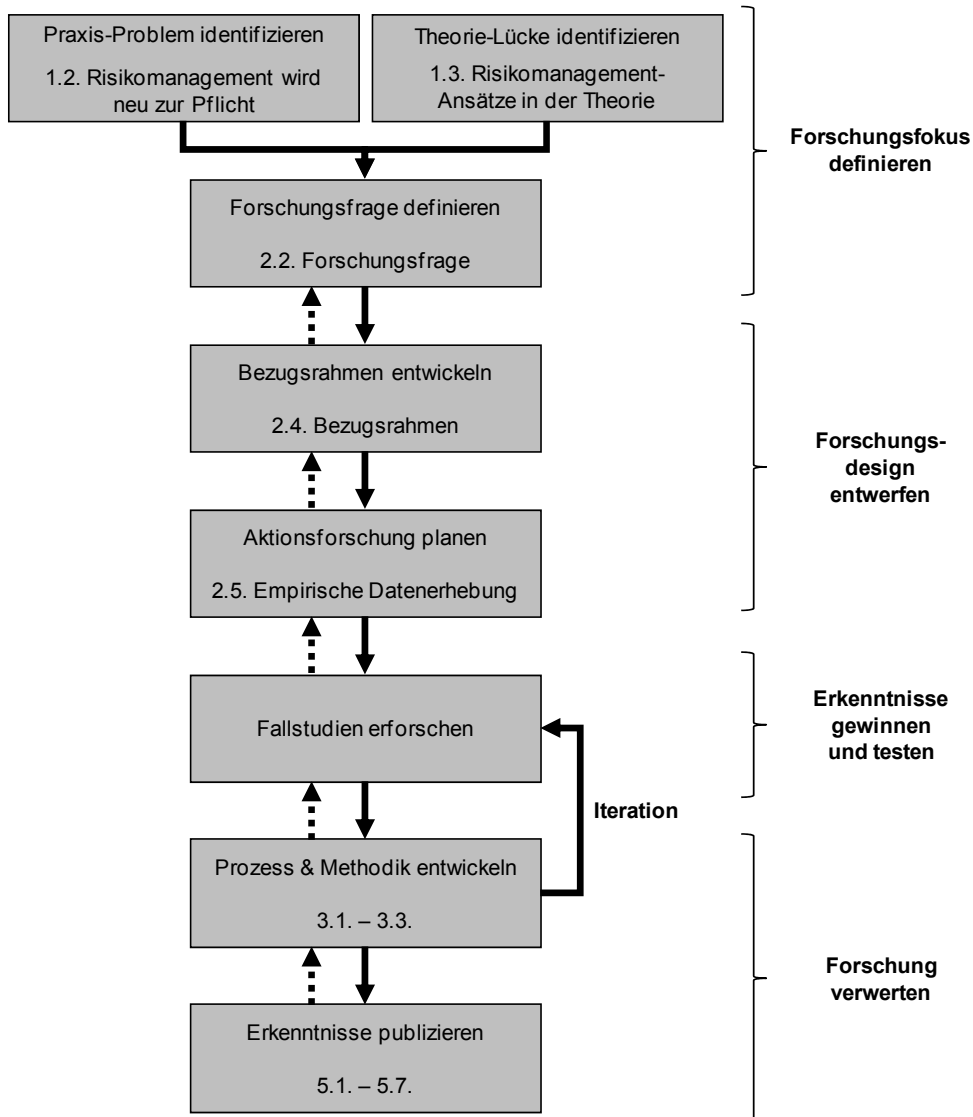 Praxis-Problem identifizieren
1.2. Risikomanagement wird
neu zur Pflicht
Theorie-Lücke identifizieren
1.3. Risikomanagement-
Ansätze in der Theorie
Forschungsfokus
definieren
Forschungsfrage definieren
2.2. Forschungsfrage
Bezugsrahmen entwickeln
2.4. Bezugsrahmen
Forschungs-
design
entwerfen
Aktionsforschung planen
2.5. Empirische Datenerhebung
Fallstudien erforschen
Erkenntnisse
gewinnen
und testen
Iteration
Prozess & Methodik entwickeln
3.1. – 3.3.
Forschung
verwerten
Erkenntnisse publizieren
5.1. – 5.7.